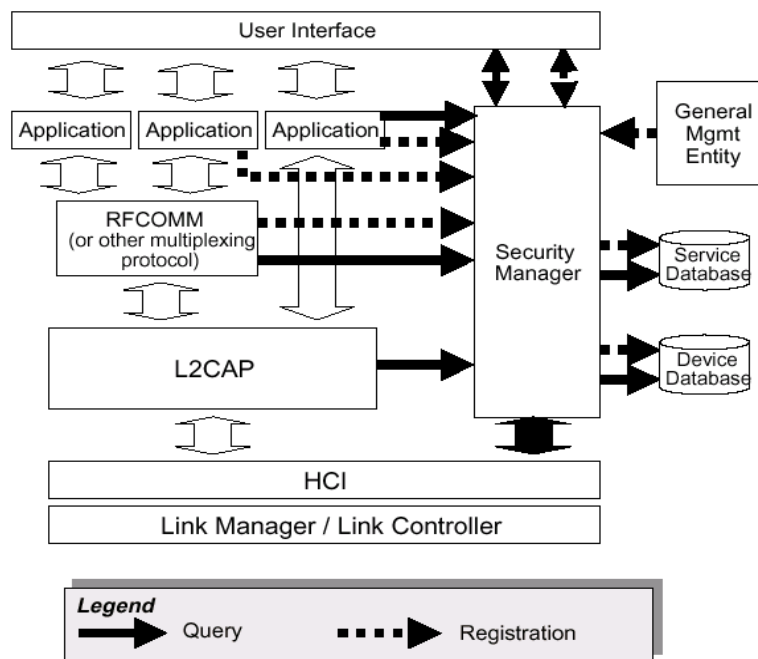 User Interface
Application
Application
Application
General
Mgmt
Entity
RFCOMM
(or other multiplexing
protocol)
Security
Manager
Service
Database
L2CAP
Device
Database
HCI
Link Manager / Link Controller
Legend
Query
Registration